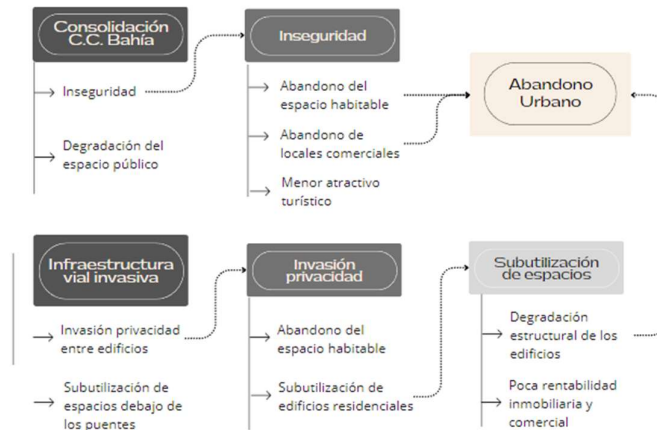 Consolidación
C.C. Bahía
Inseguridad
Degradación del
espacio público
Inseguridad
Abandono del
espacio habitable
Abandono de
locales comerciales
Menor atractivo
turístico
Abandono
Urbano
Infraestructura
vial invasiva
Invasión privacidad
entre edificios
Subutilización de
espacios debajo de
los puentes
Invasión
privacidad
Abandono del
espacio habitable
Subutilización de
edificios residenciales
Subutilización
de espacios
Degradación
estructural de los
edificios
Poca rentabilidad
inmobiliaria y
comercial